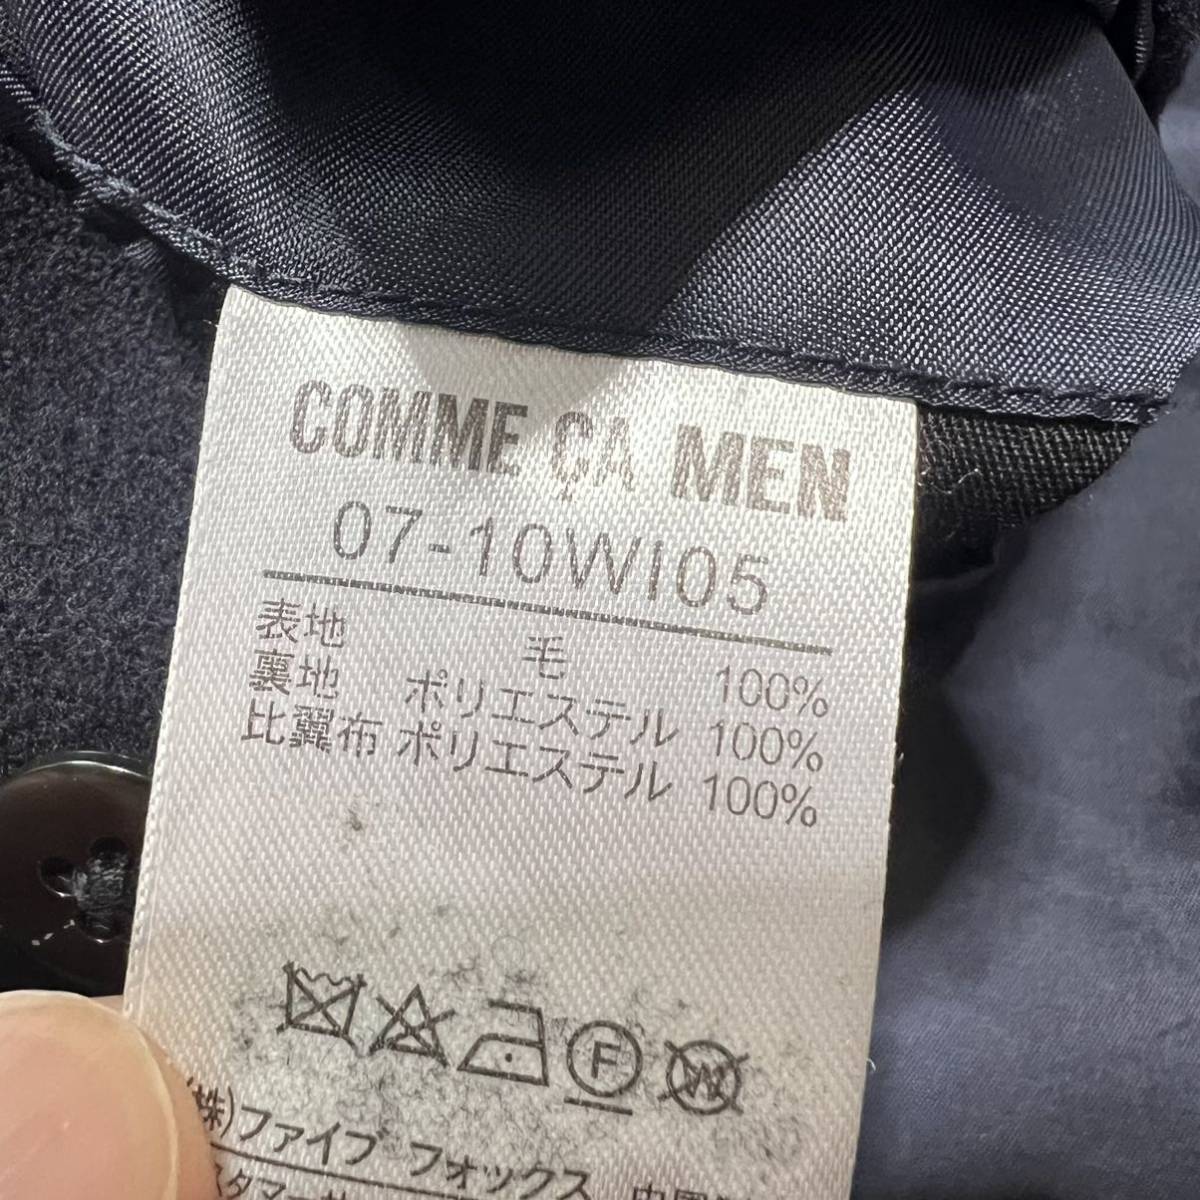 COMME ÇA MEN
07-10WI05
表地 毛 100%
裏地 ポリエステル 100%
比翼布 ポリエステル 100%
F W
(株)ファイブ フォックス 中国